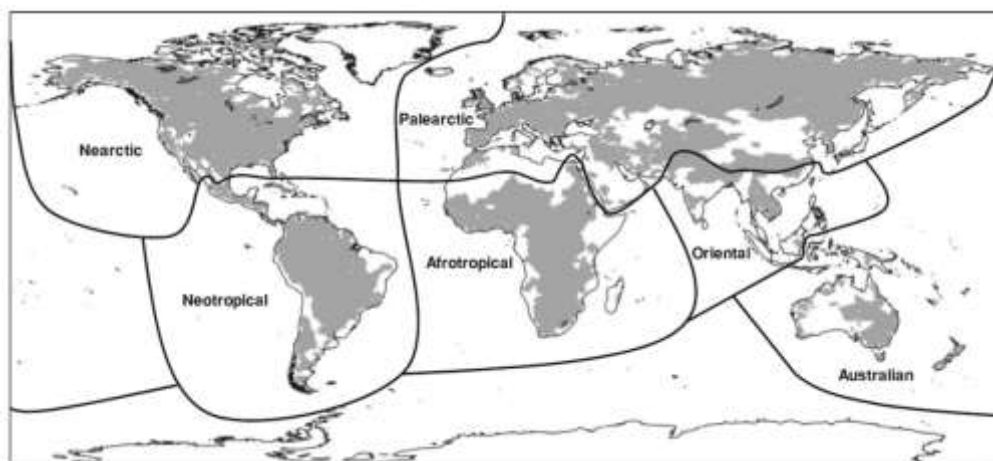 Palearctic
Nearctic
Afrotropical
Oriental
Neotropical
Australian